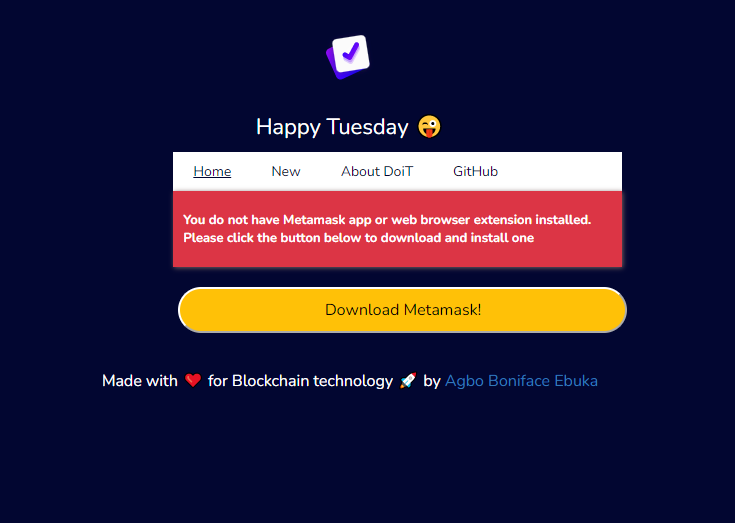 Happy Tuesday 😜
Home New About DoiT GitHub
You do not have Metamask app or web browser extension installed.
Please click the button below to download and install one
Download Metamask!
Made with ❤️ for Blockchain technology 🚀 by Agbo Boniface Ebuka